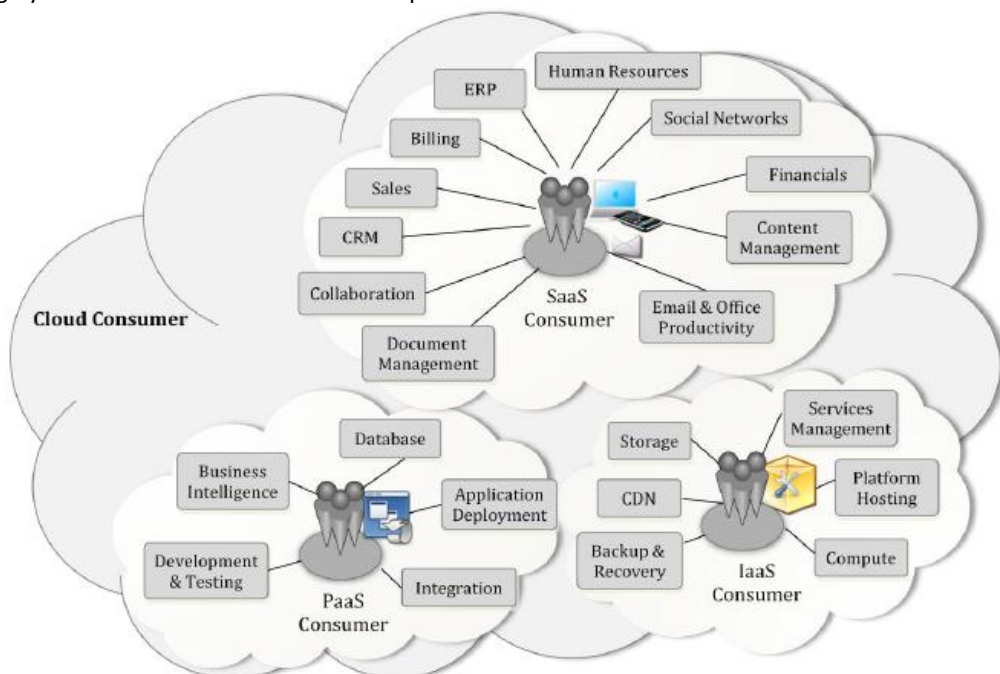 Human Resources
ERP
Social Networks
Billing
Financials
Sales
Content
Management
CRM
Collaboration
SaaS
Consumer
Email & Office
Productivity
Document
Management
Cloud Consumer
Database
Business
Intelligence
Application
Deployment
Development
& Testing
Integration
PaaS
Consumer
Services
Management
Storage
Platform
Hosting
CDN
Backup &
Recovery
Compute
IaaS
Consumer